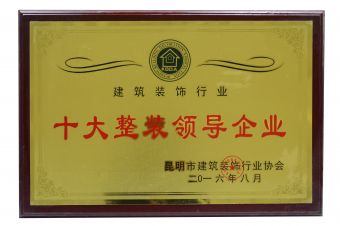 建筑装饰行业
十大整装领导企业
昆明市建筑装饰行业协会
二〇一六年八月